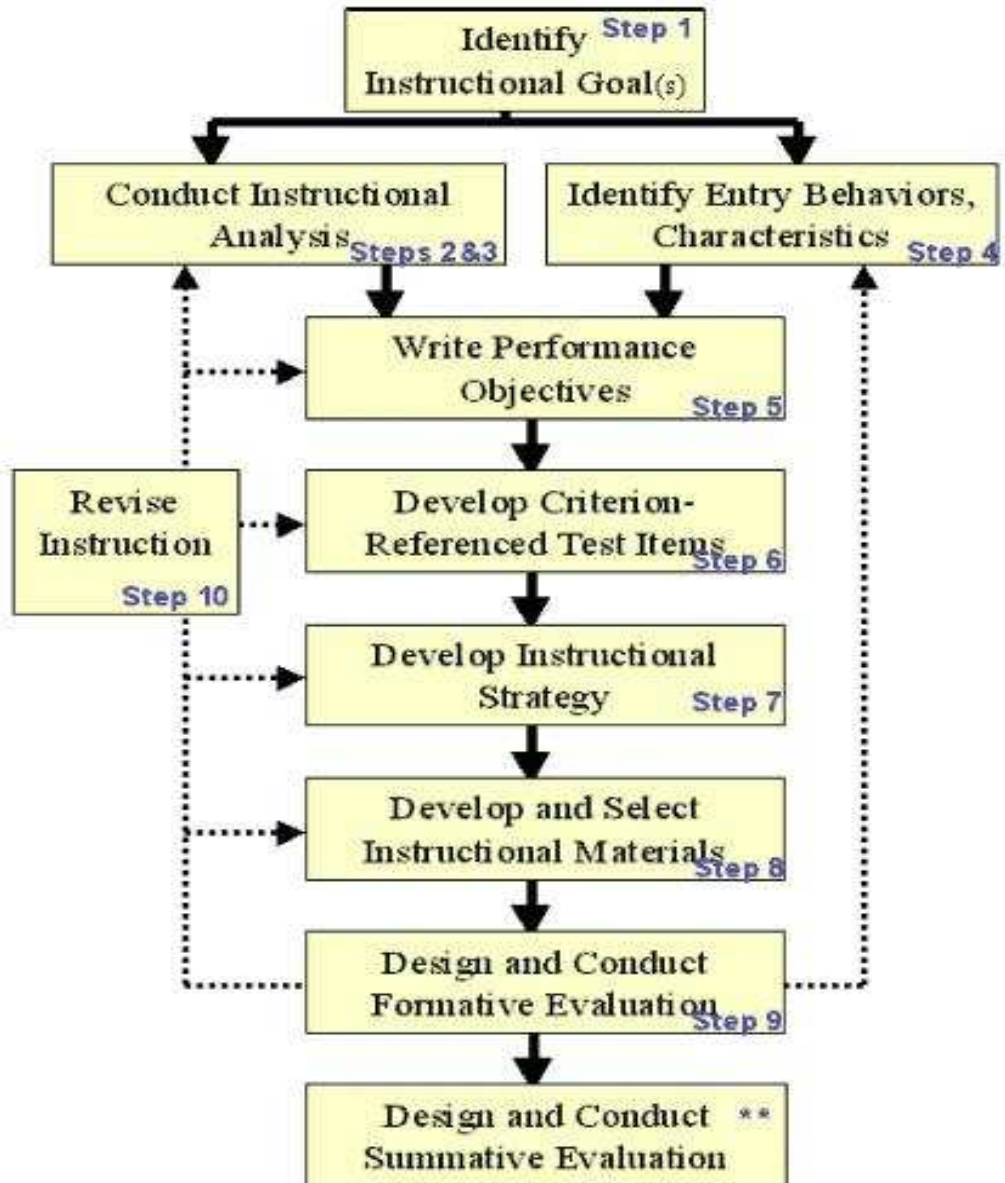 Identify Step 1
Instructional Goal(s)
Conduct Instructional
Analysis
Steps 2&3
Identify Entry Behaviors,
Characteristics
Step 4
Write Performance
Objectives
Step 5
Revise
Instruction
Step 10
Develop Criterion-
Referenced Test Items
Step 6
Develop Instructional
Strategy
Step 7
Develop and Select
Instructional Materials
Step 8
Design and Conduct
Formative Evaluation
Step 9
Design and Conduct **
Summative Evaluation